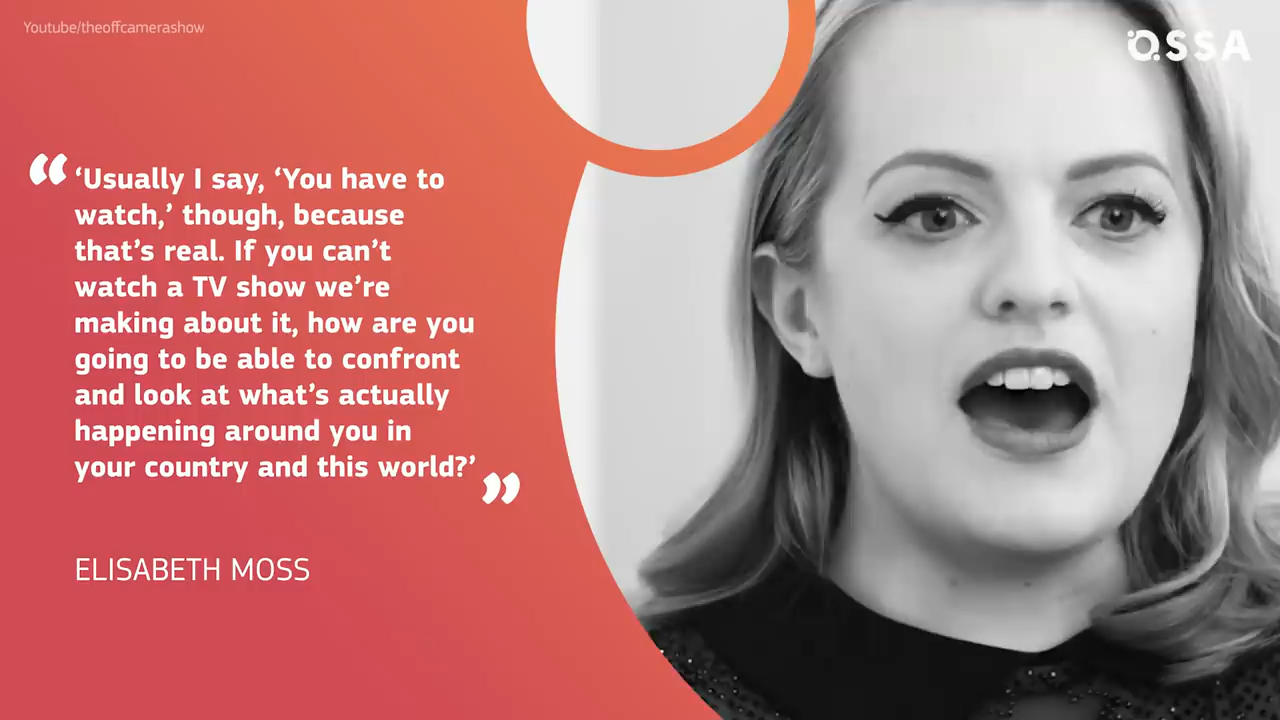 Youtube/theoffcamerashow
OSSA
“‘Usually I say, ‘You have to
watch,’ though, because
that’s real. If you can’t
watch a TV show we’re
making about it, how are you
going to be able to confront
and look at what’s actually
happening around you in
your country and this world?’”
ELISABETH MOSS